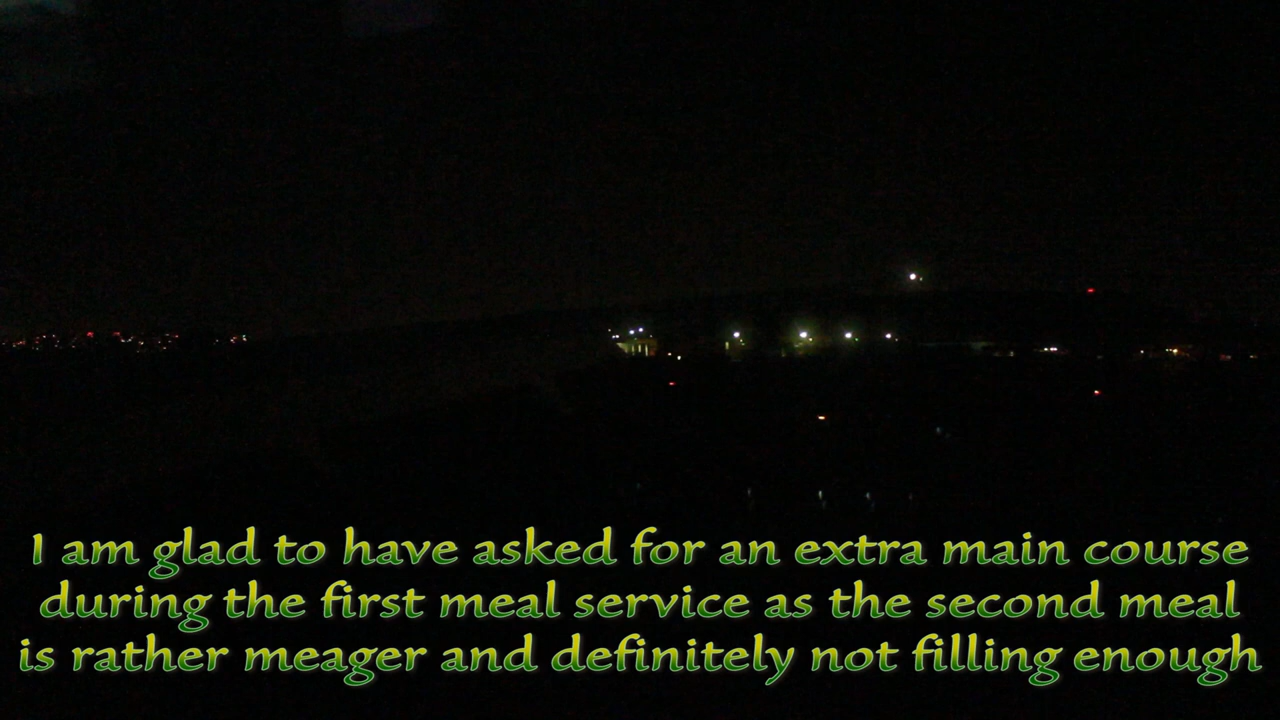 I am glad to have asked for an extra main course
during the first meal service as the second meal
is rather meager and definitely not filling enough